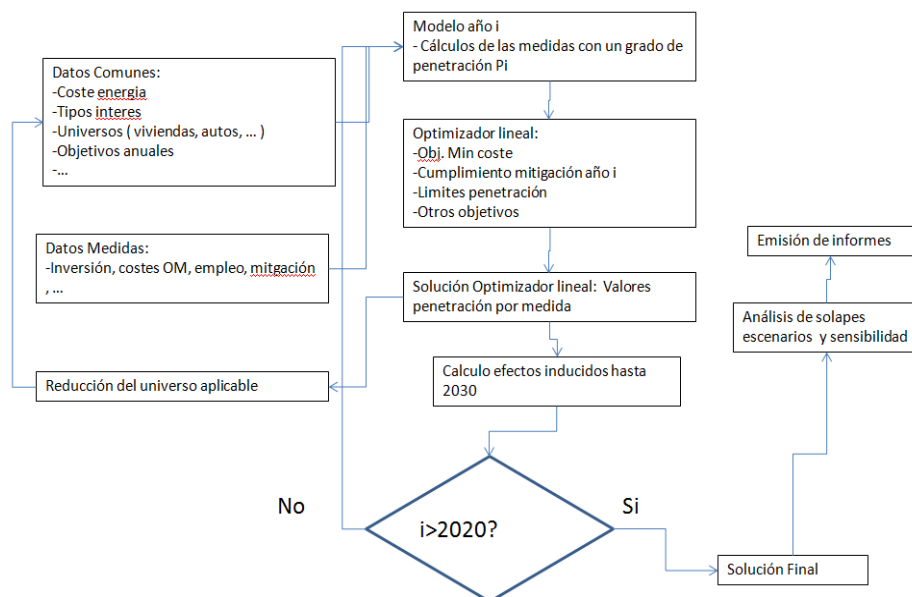 Modelo año i
- Cálculos de las medidas con un grado de
penetración Pi
Datos Comunes:
-Coste energia
-Tipos interes
-Universos ( viviendas, autos, ... )
-Objetivos anuales
-...
Optimizador lineal:
-Obj. Min coste
-Cumplimiento mitigación año i
-Limites penetración
-Otros objetivos
Datos Medidas:
-Inversión, costes OM, empleo, mitgación
, ...
Emisión de informes
Solución Optimizador lineal: Valores
penetración por medida
Análisis de solapes
escenarios y sensibilidad
Reducción del universo aplicable
Calculo efectos inducidos hasta
2030
No
Si
i>2020?
Solución Final